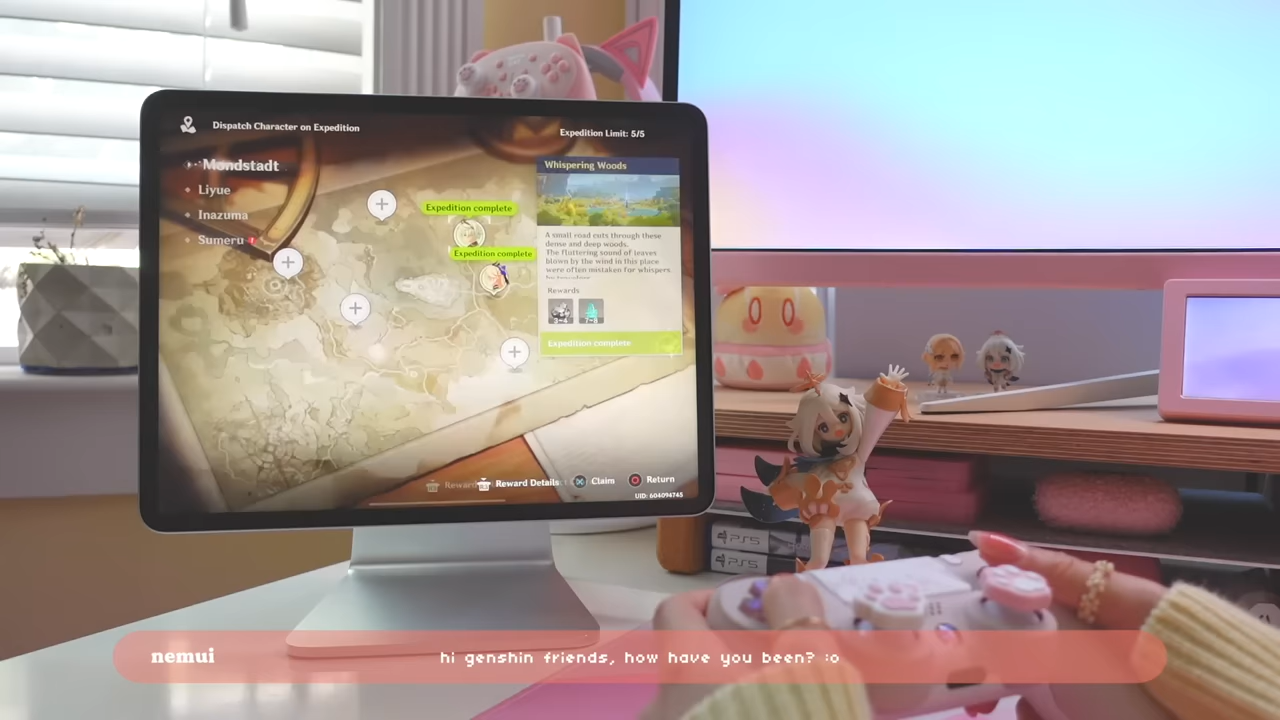 Dispatch Character on Expedition
Expedition Limit: 5/5
Mondstadt
Liyue
Inazuma
Sumeru
Expedition complete
Expedition complete
Whispering Woods
A small road cuts through these
dense and deep woods.
The fluttering sound of leaves
blown by the wind in this place
were often mistaken for whispers.
Rewards
Expedition complete
Reward
Reward Details
Claim
Return
UID: 604094745
PS5
PS5
nemui
hi genshin friends, how have you been? :o